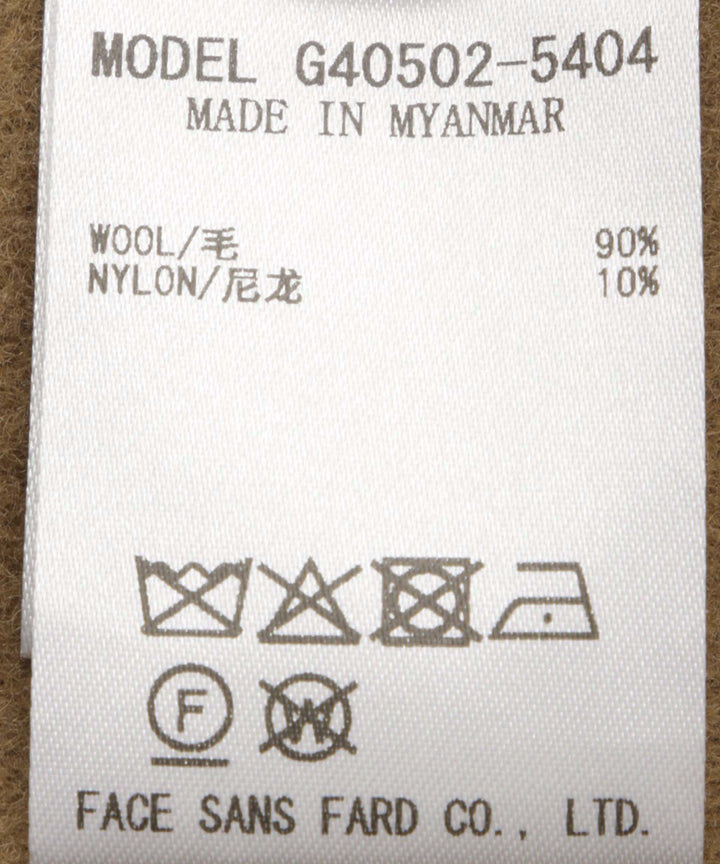 MODEL G40502-5404
MADE IN MYANMAR
WOOL/毛 90%
NYLON/尼龙 10%
F W
FACE SANS FARD CO., LTD.